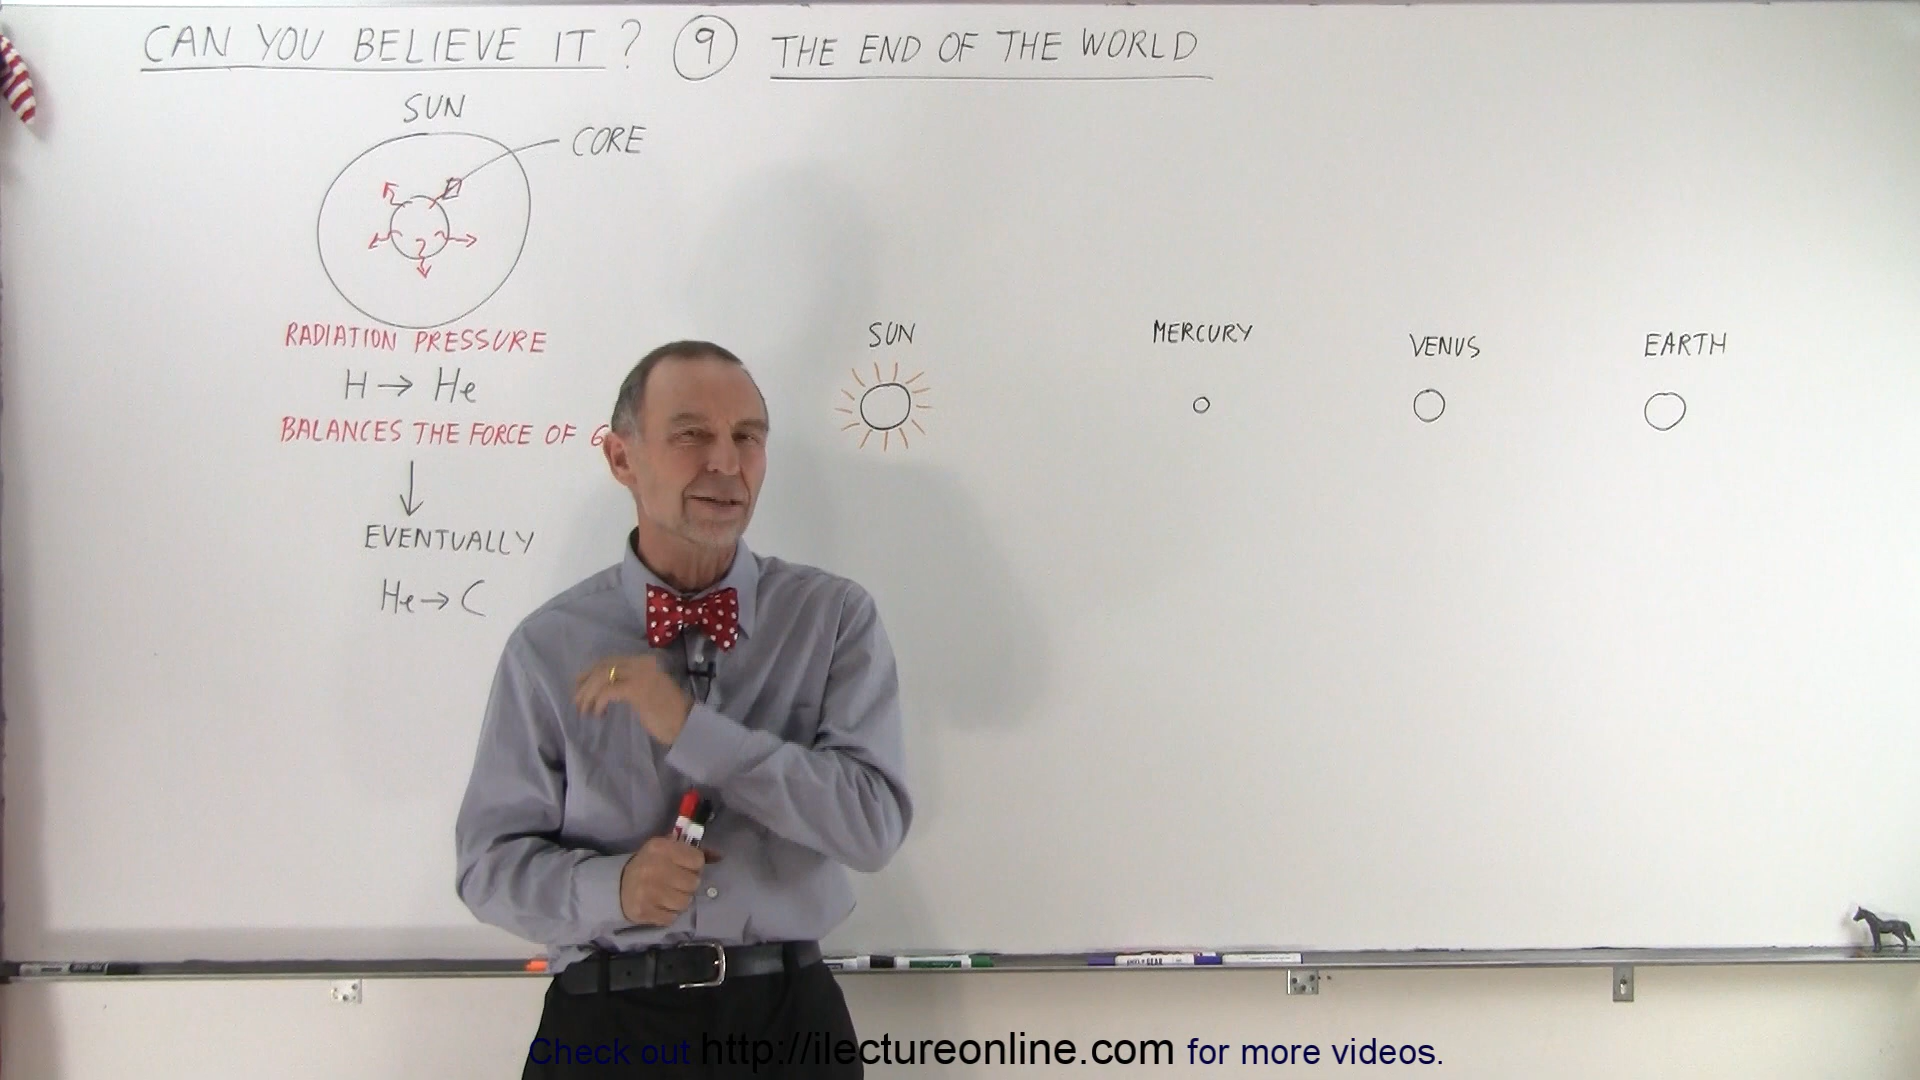 CAN YOU BELIEVE IT? 9 THE END OF THE WORLD
SUN
CORE
RADIATION PRESSURE
H → He
BALANCES THE FORCE OF G
EVENTUALLY
He → C
SUN
MERCURY
VENUS
EARTH
Check out http://ilectureonline.com for more videos.